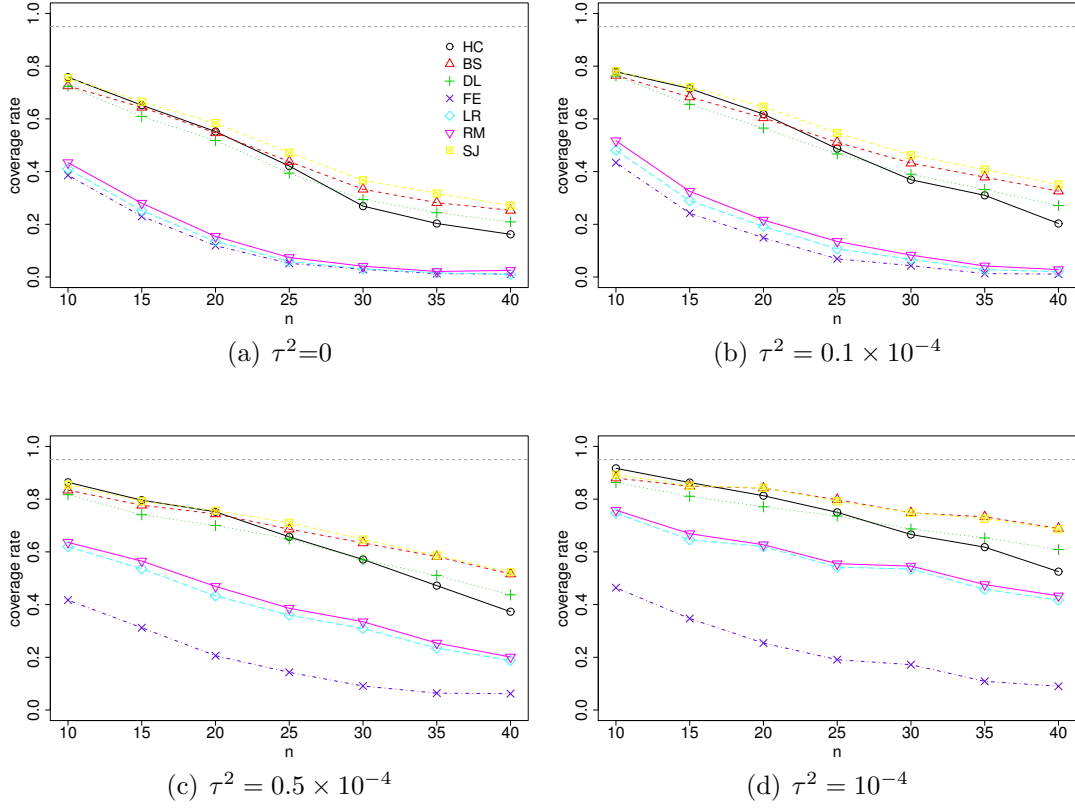 coverage rate
0.0 0.2 0.4 0.6 0.8 1.0
HC
BS
DL
FE
LR
RM
SJ
10 15 20 25 30 35 40
n
(a) τ²=0
coverage rate
0.0 0.2 0.4 0.6 0.8 1.0
10 15 20 25 30 35 40
n
(b) τ² = 0.1 × 10⁻⁴
coverage rate
0.0 0.2 0.4 0.6 0.8 1.0
10 15 20 25 30 35 40
n
(c) τ² = 0.5 × 10⁻⁴
coverage rate
0.0 0.2 0.4 0.6 0.8 1.0
10 15 20 25 30 35 40
n
(d) τ² = 10⁻⁴